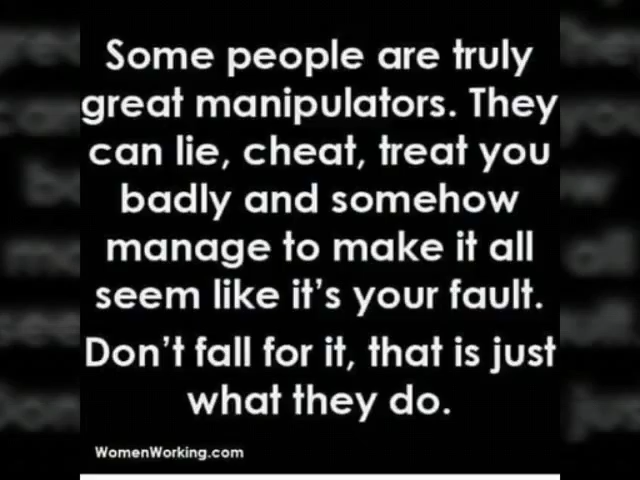 Some people are truly
great manipulators. They
can lie, cheat, treat you
badly and somehow
manage to make it all
seem like it's your fault.
Don't fall for it, that is just
what they do.
WomenWorking.com